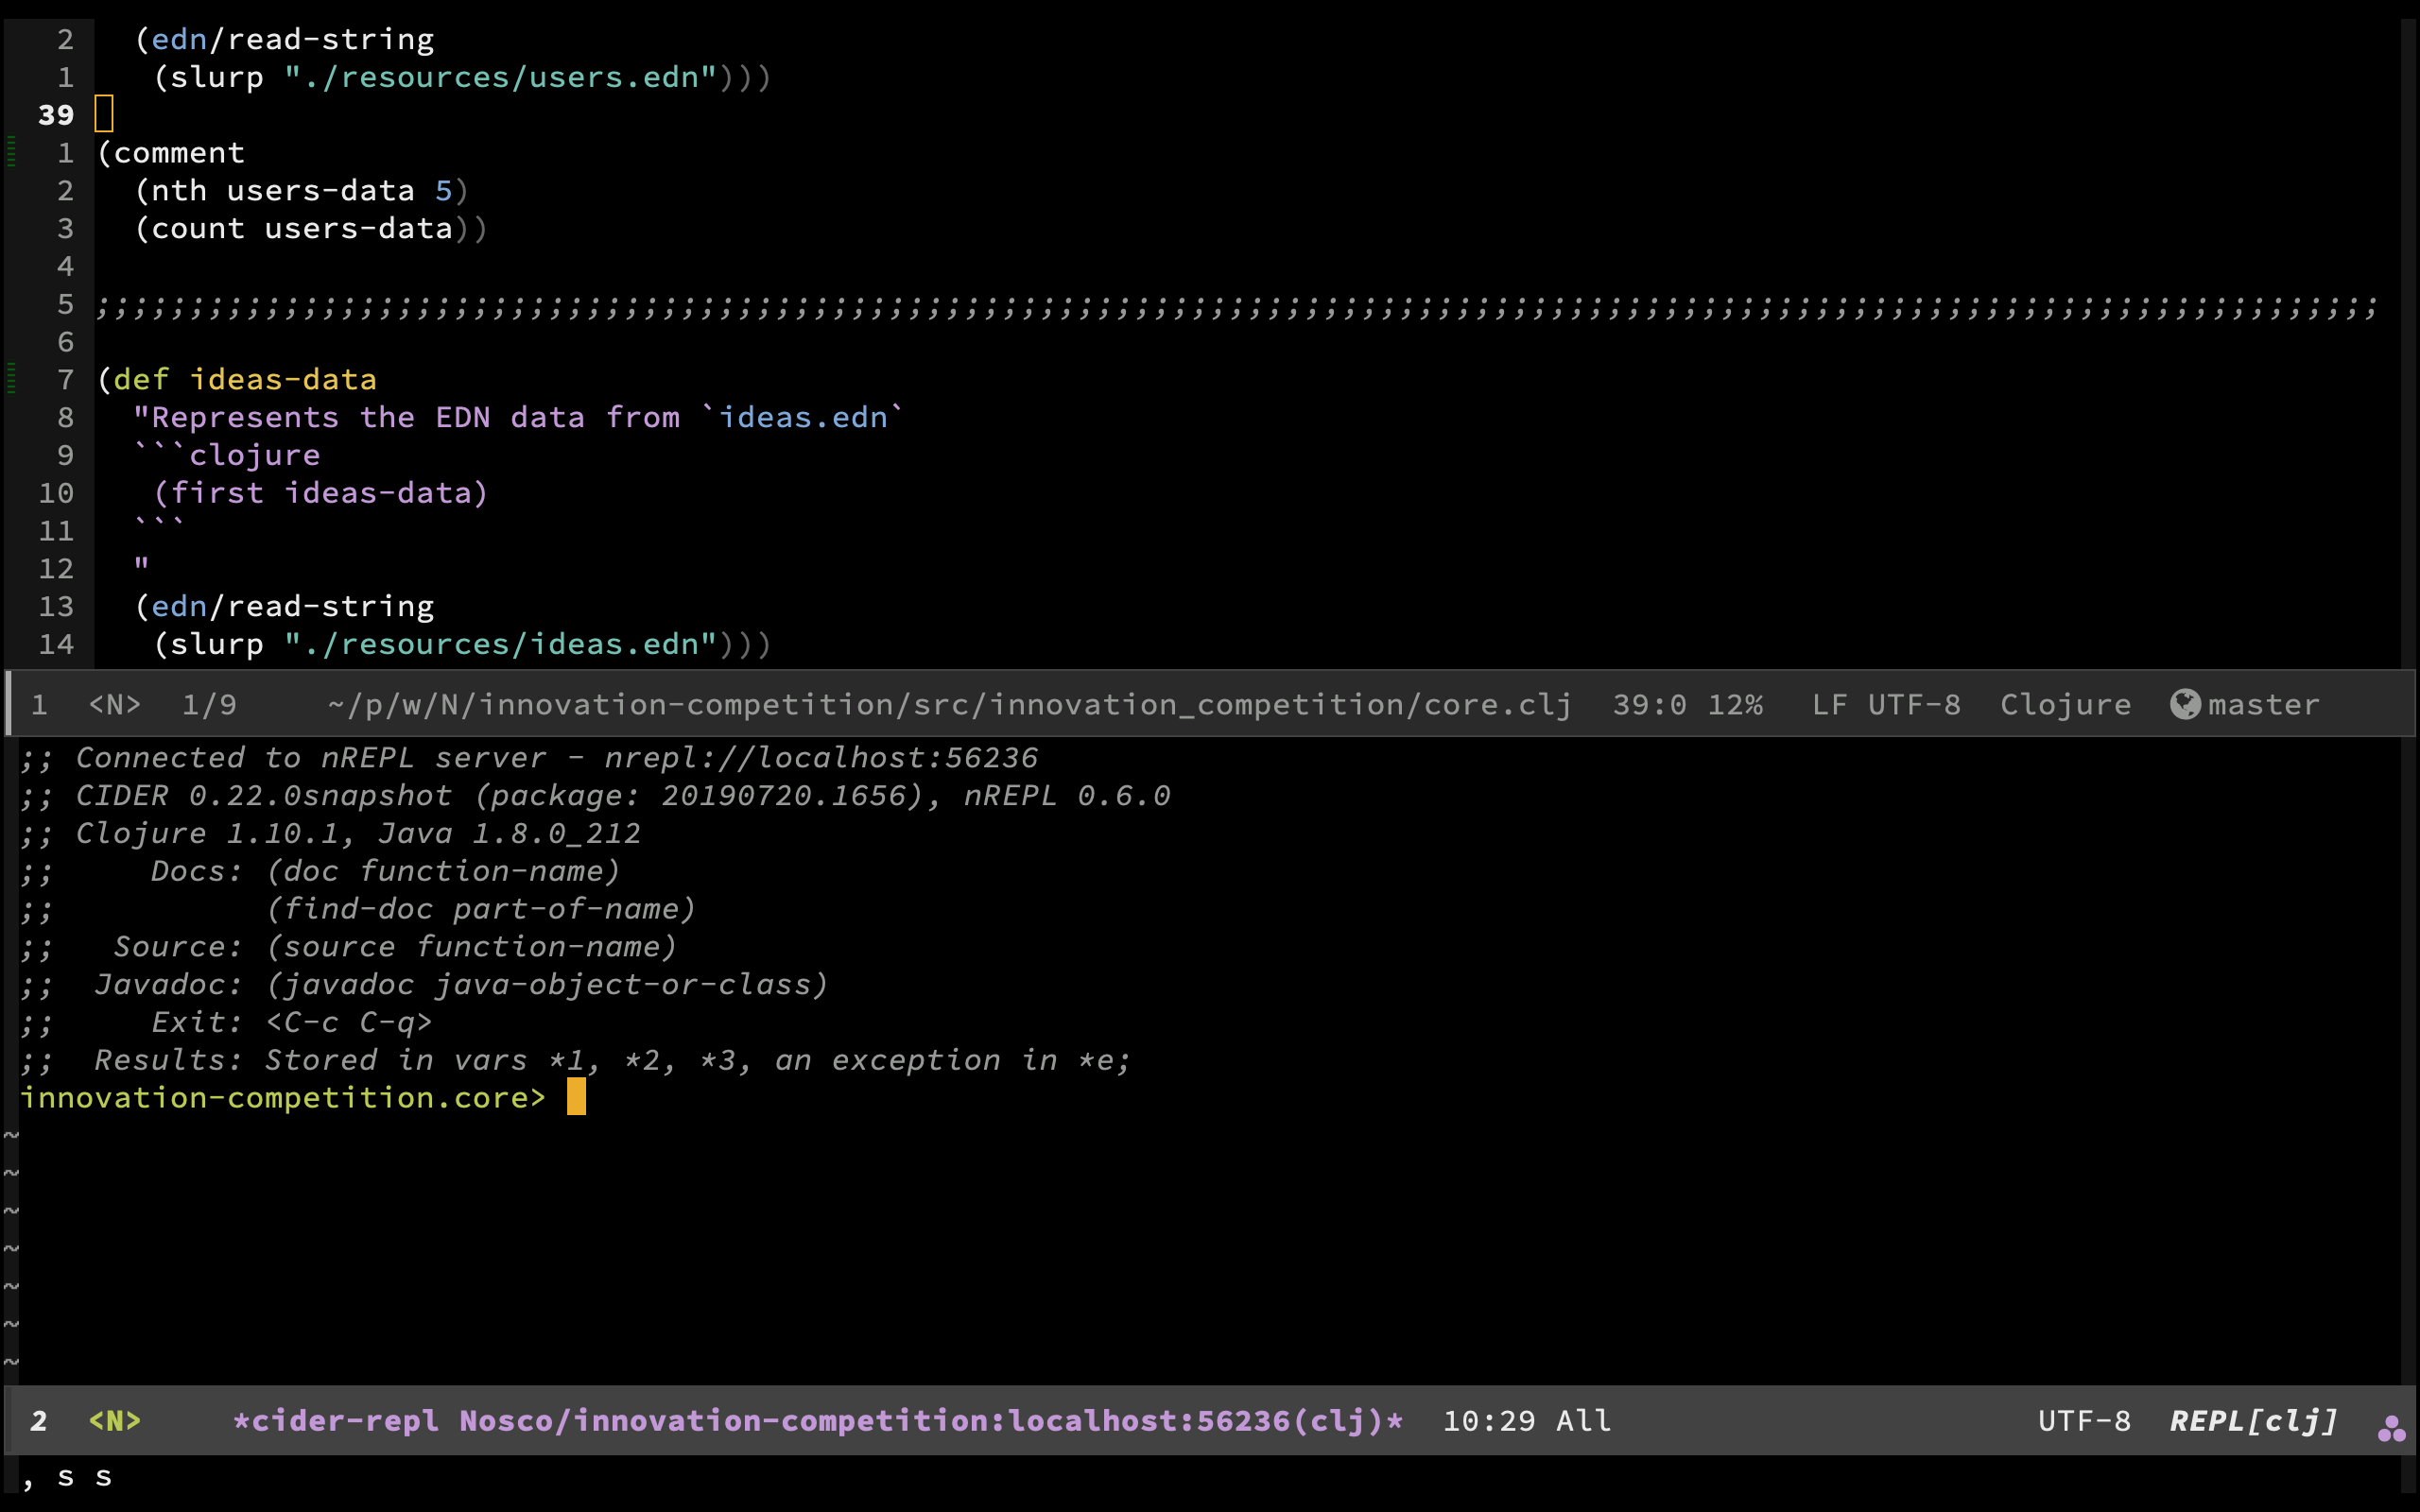 2 (edn/read-string
1 (slurp "./resources/users.edn")))
39
1 (comment
2 (nth users-data 5)
3 (count users-data))
4
5 ;;;;;;;;;;;;;;;;;;;;;;;;;;;;;;;;;;;;;;;;;;;;;;;;;;;;;;;;;;;;;;;;;;;;;;;;;;;;;;;;;;;;;;;;;;;;;;;;;;;;;;;;;;;;;;;;;;;;;;;;;
6
7 (def ideas-data
8 "Represents the EDN data from `ideas.edn`
9 ```clojure
10 (first ideas-data)
11 ```
12 "
13 (edn/read-string
14 (slurp "./resources/ideas.edn")))
1 <N> 1/9 ~/p/w/N/innovation-competition/src/innovation_competition/core.clj 39:0 12% LF UTF-8 Clojure master
;; Connected to nREPL server - nrepl://localhost:56236
;; CIDER 0.22.0snapshot (package: 20190720.1656), nREPL 0.6.0
;; Clojure 1.10.1, Java 1.8.0_212
;; Docs: (doc function-name)
;; (find-doc part-of-name)
;; Source: (source function-name)
;; Javadoc: (javadoc java-object-or-class)
;; Exit: <C-c C-q>
;; Results: Stored in vars *1, *2, *3, an exception in *e;
innovation-competition.core>
~
~
~
~
~
~
~
2 <N> *cider-repl Nosco/innovation-competition:localhost:56236(clj)* 10:29 All UTF-8 REPL[clj]
, s s